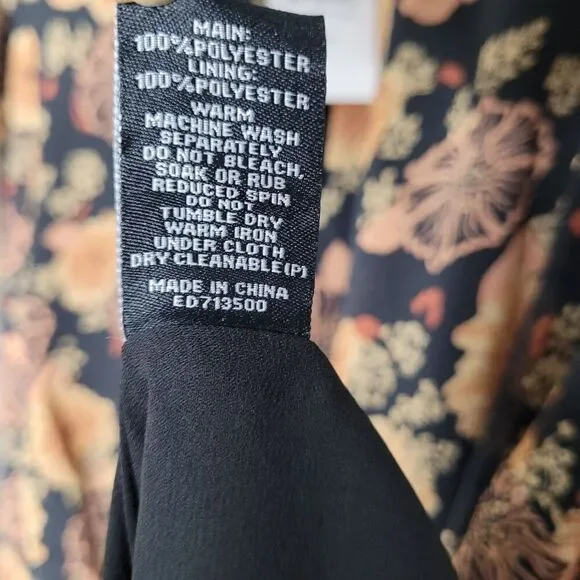 MAIN:
100%POLYESTER
LINING:
100%POLYESTER
WARM
MACHINE WASH
SEPARATELY
DO NOT BLEACH,
SOAK OR RUB
REDUCED SPIN
DO NOT
TUMBLE DRY
WARM IRON
UNDER CLOTH
DRY CLEANABLE(P)
MADE IN CHINA
ED713500